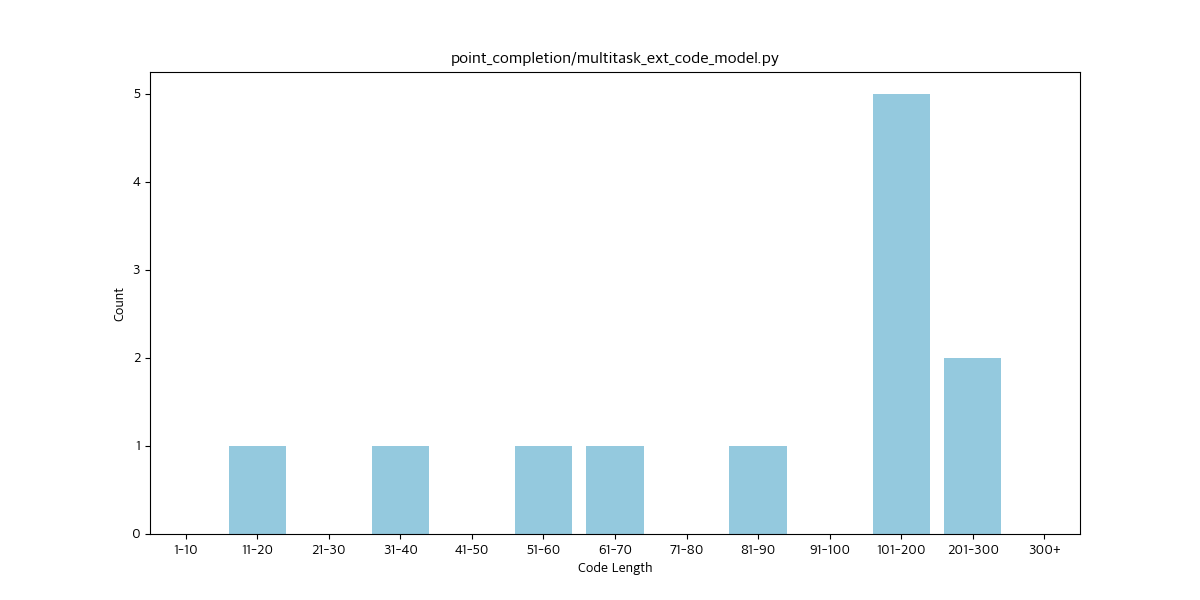 point_completion/multitask_ext_code_model.py
5
4
3
2
1
0
Count
1-10 11-20 21-30 31-40 41-50 51-60 61-70 71-80 81-90 91-100 101-200 201-300 300+
Code Length